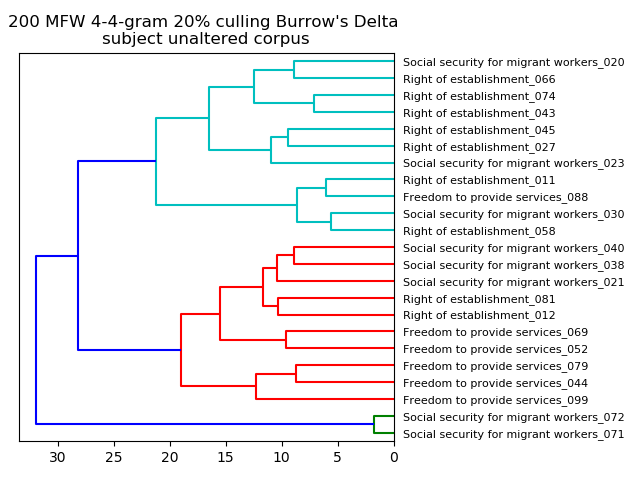 200 MFW 4-4-gram 20% culling Burrow's Delta
subject unaltered corpus
Social security for migrant workers_020
Right of establishment_066
Right of establishment_074
Right of establishment_043
Right of establishment_045
Right of establishment_027
Social security for migrant workers_023
Right of establishment_011
Freedom to provide services_088
Social security for migrant workers_030
Right of establishment_058
Social security for migrant workers_040
Social security for migrant workers_038
Social security for migrant workers_021
Right of establishment_081
Right of establishment_012
Freedom to provide services_069
Freedom to provide services_052
Freedom to provide services_079
Freedom to provide services_044
Freedom to provide services_099
Social security for migrant workers_072
Social security for migrant workers_071
30 25 20 15 10 5 0